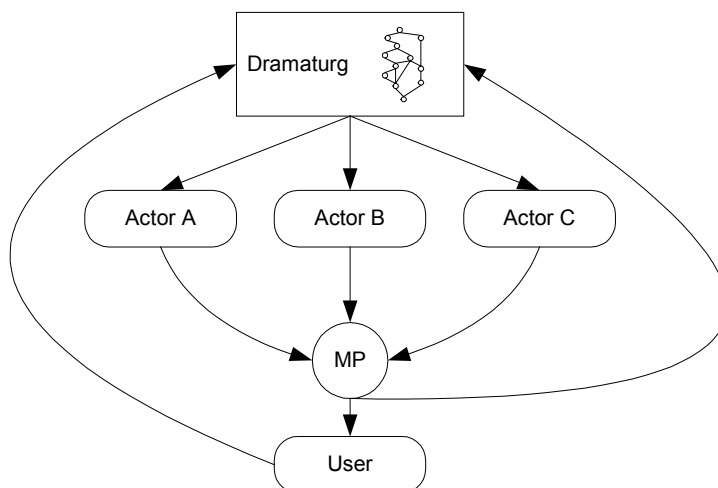 Dramaturg
Actor A
Actor B
Actor C
MP
User